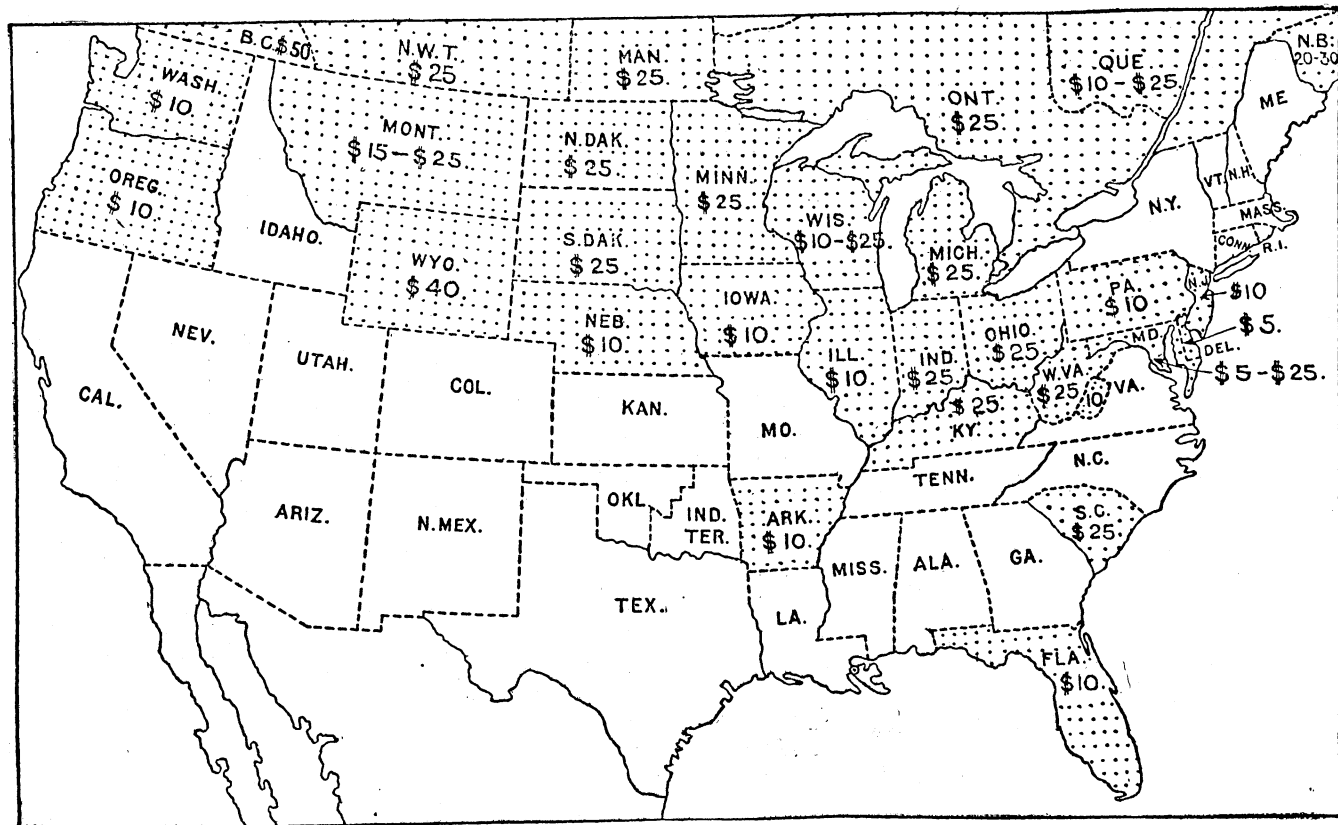 B.C.$50.
N.W.T.
$25
MAN.
$25.
ONT.
$25.
QUE.
$10-$25.
N.B.
20-30
ME
WASH.
$10.
OREG.
$10.
IDAHO.
MONT.
$15-$25.
WYO.
$40.
N.DAK.
$25.
S.DAK.
$25.
NEB.
$10.
MINN.
$25.
IOWA.
$10.
WIS.
$10-$25.
MICH.
$25.
ILL.
$10.
IND.
$25.
OHIO.
$25.
$25.
KY.
W.VA.
$25
10
VA.
PA.
$10
N.Y.
VT.
N.H.
MASS.
CONN.
R.I.
N.J.
$10
$5.
MD.
DEL.
$5-$25.
CAL.
NEV.
UTAH.
COL.
KAN.
MO.
ARIZ.
N.MEX.
OKL.
IND.
TER.
ARK.
$10.
TENN.
N.C.
S.C.
$25.
TEX.
LA.
MISS.
ALA.
GA.
FLA.
$10.